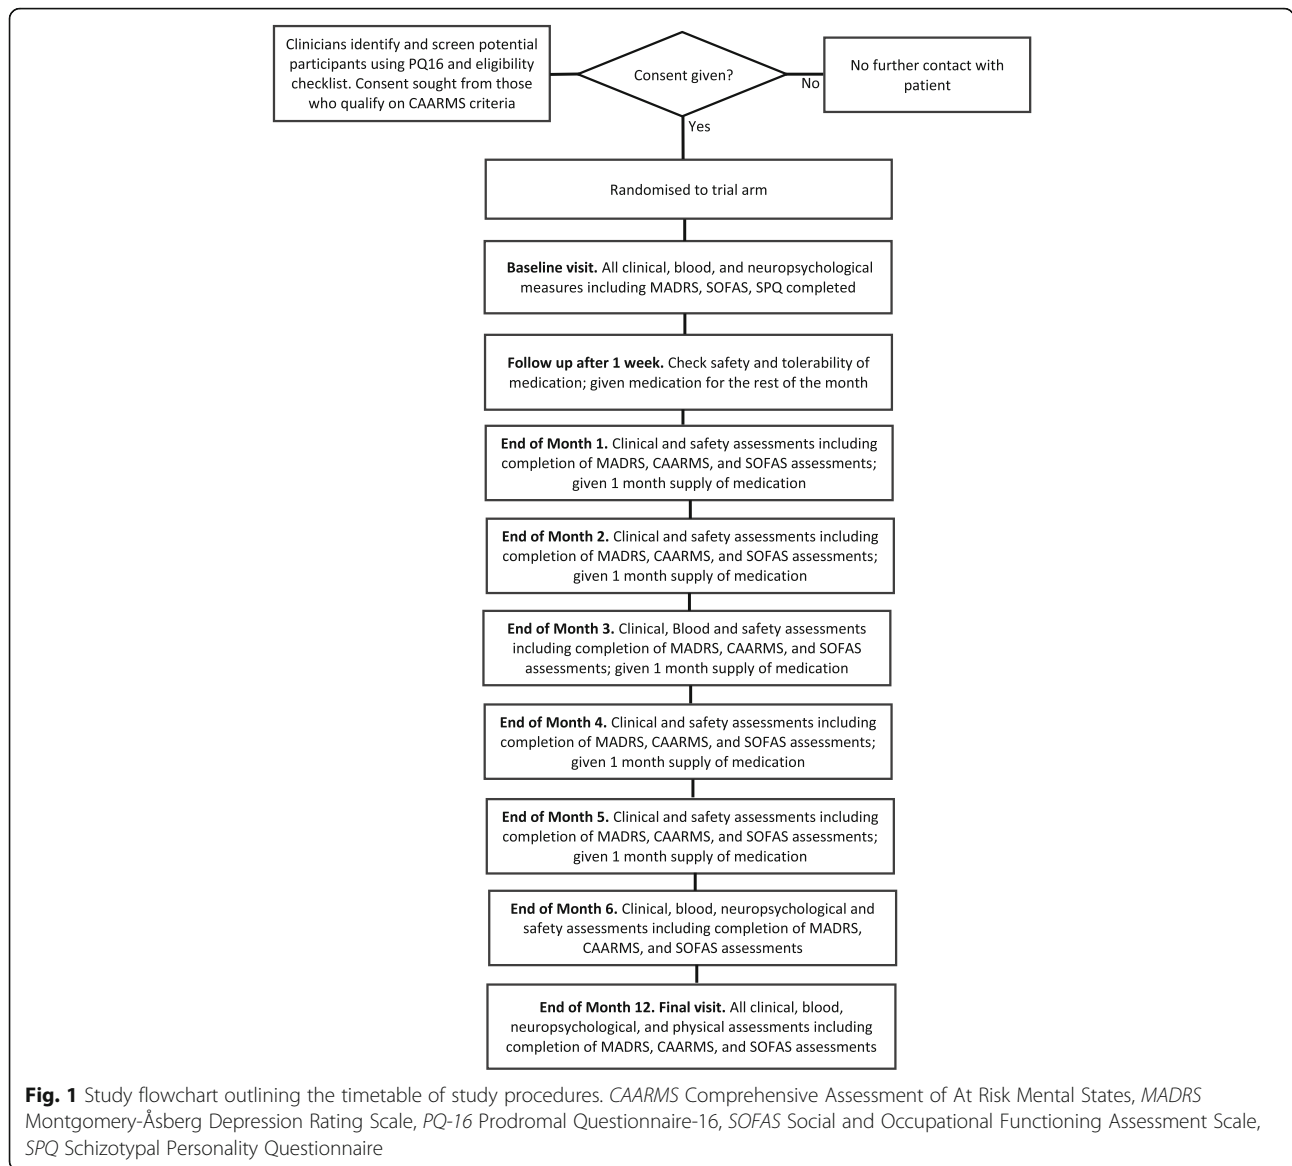 Clinicians identify and screen potential
participants using PQ16 and eligibility
checklist. Consent sought from those
who qualify on CAARMS criteria
Consent given?
No
No further contact with
patient
Yes
Randomised to trial arm
Baseline visit. All clinical, blood, and neuropsychological
measures including MADRS, SOFAS, SPQ completed
Follow up after 1 week. Check safety and tolerability of
medication; given medication for the rest of the month
End of Month 1. Clinical and safety assessments including
completion of MADRS, CAARMS, and SOFAS assessments;
given 1 month supply of medication
End of Month 2. Clinical and safety assessments including
completion of MADRS, CAARMS, and SOFAS assessments;
given 1 month supply of medication
End of Month 3. Clinical, Blood and safety assessments
including completion of MADRS, CAARMS, and SOFAS
assessments; given 1 month supply of medication
End of Month 4. Clinical and safety assessments including
completion of MADRS, CAARMS, and SOFAS assessments;
given 1 month supply of medication
End of Month 5. Clinical and safety assessments including
completion of MADRS, CAARMS, and SOFAS assessments;
given 1 month supply of medication
End of Month 6. Clinical, blood, neuropsychological and
safety assessments including completion of MADRS,
CAARMS, and SOFAS assessments
End of Month 12. Final visit. All clinical, blood,
neuropsychological, and physical assessments including
completion of MADRS, CAARMS, and SOFAS assessments
Fig. 1 Study flowchart outlining the timetable of study procedures. CAARMS Comprehensive Assessment of At Risk Mental States, MADRS
Montgomery-Åsberg Depression Rating Scale, PQ-16 Prodromal Questionnaire-16, SOFAS Social and Occupational Functioning Assessment Scale,
SPQ Schizotypal Personality Questionnaire